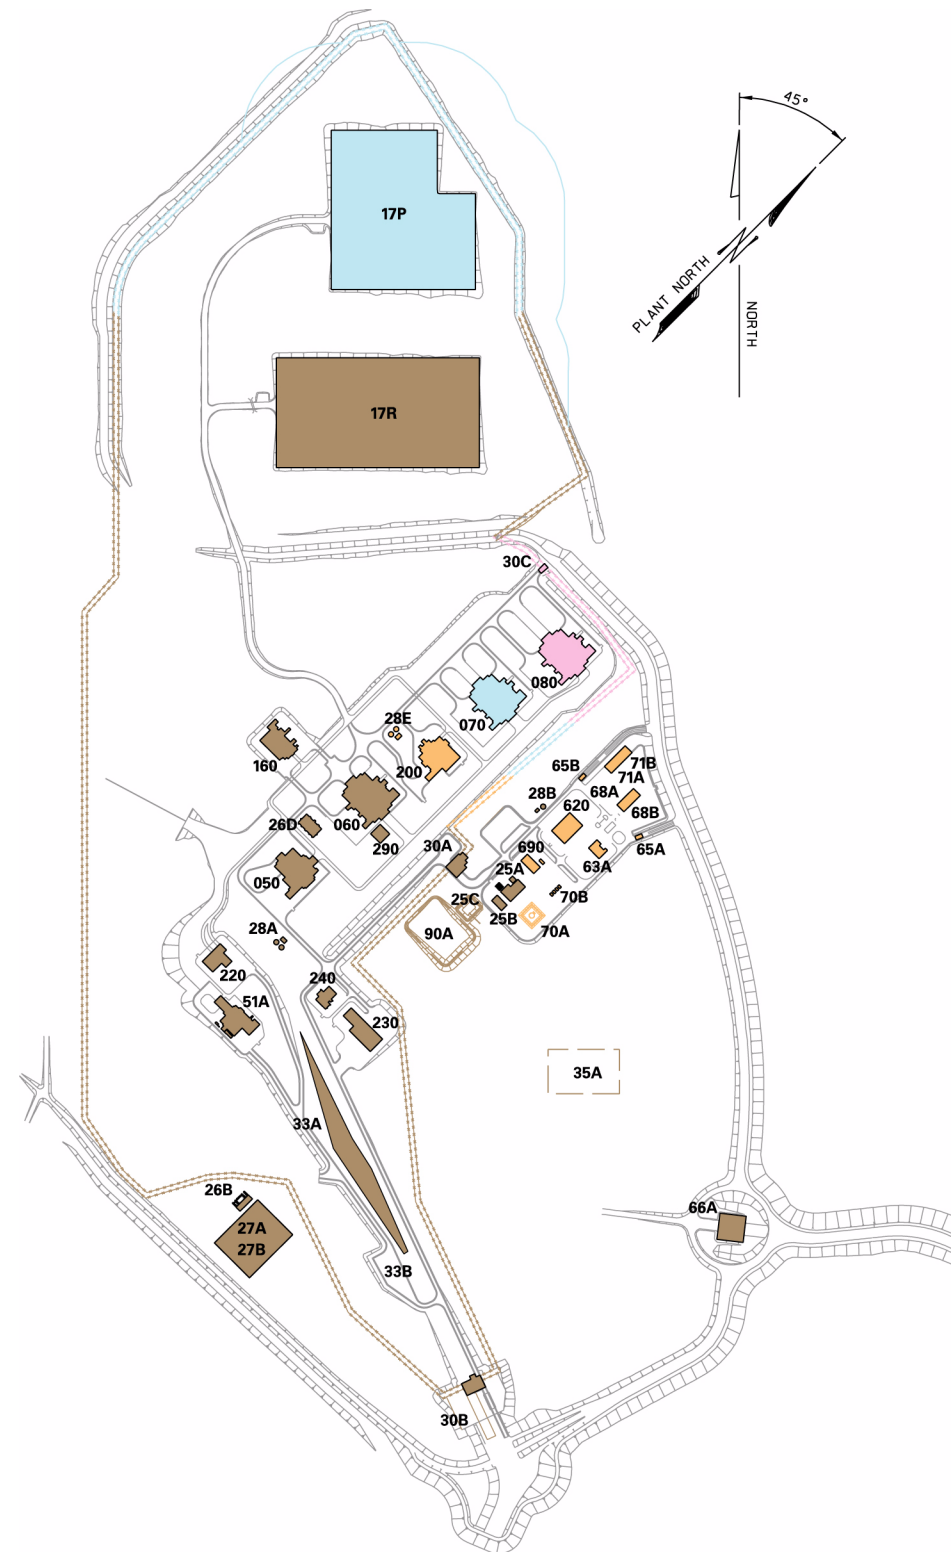 45°
17P
PLANT NORTH
NORTH
17R
30C
080
070
28E
160
200
65B
71B
71A
68A
28B
68B
620
26D
060
290
30A
690
65A
63A
050
25A
25C
70B
25B
28A
90A
70A
220
240
51A
230
35A
33A
26B
66A
27A
27B
33B
30B